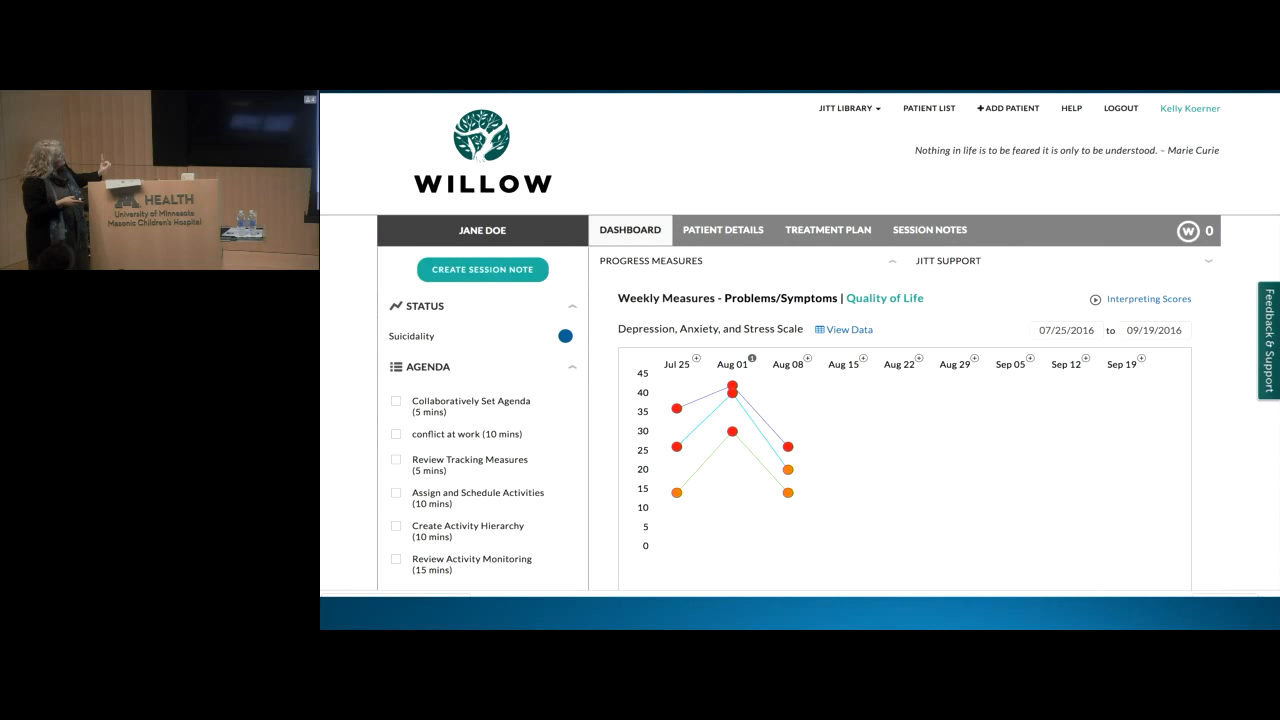 HEALTH
University of Minnesota
Masonic Children's Hospital
WILLOW
JITT LIBRARY
PATIENT LIST
+ADD PATIENT
HELP
LOGOUT
Kelly Koerner
Nothing in life is to be feared it is only to be understood. – Marie Curie
JANE DOE
DASHBOARD
PATIENT DETAILS
TREATMENT PLAN
SESSION NOTES
W 0
CREATE SESSION NOTE
STATUS
Suicidality
AGENDA
Collaboratively Set Agenda
(5 mins)
conflict at work (10 mins)
Review Tracking Measures
(5 mins)
Assign and Schedule Activities
(10 mins)
Create Activity Hierarchy
(10 mins)
Review Activity Monitoring
(15 mins)
PROGRESS MEASURES
JITT SUPPORT
Weekly Measures - Problems/Symptoms | Quality of Life
Interpreting Scores
Depression, Anxiety, and Stress Scale
View Data
07/25/2016 to 09/19/2016
Jul 25 Aug 01 1 Aug 08 Aug 15 Aug 22 Aug 29 Sep 05 Sep 12 Sep 19
45
40
35
30
25
20
15
10
5
0
Feedback & Support